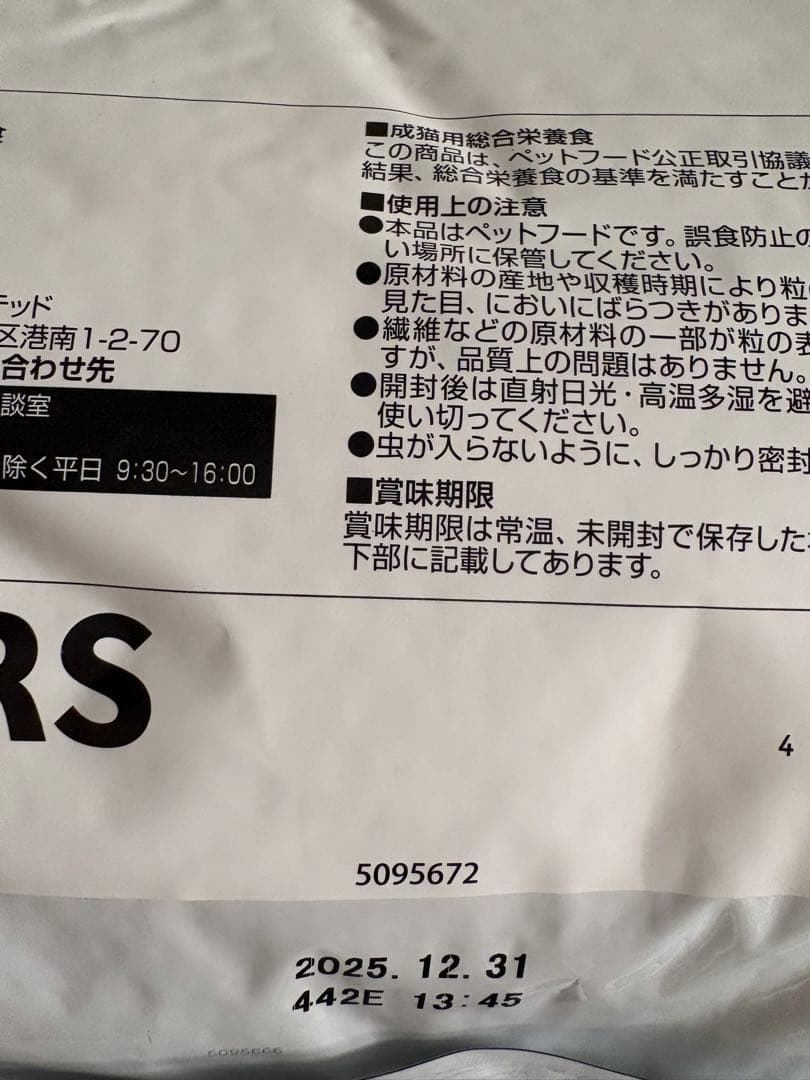 ■成猫用総合栄養食
この商品は、ペットフード公正取引協議
結果、総合栄養食の基準を満たすことが
■使用上の注意
●本品はペットフードです。誤食防止の
い場所に保管してください。
●原材料の産地や収穫時期により粒の
見た目、においにばらつきがありま
●繊維などの原材料の一部が粒の表
すが、品質上の問題はありません。
●開封後は直射日光・高温多湿を避
使い切ってください。
●虫が入らないように、しっかり密封
■賞味期限
賞味期限は常温、未開封で保存した
下部に記載してあります。
テッド
区港南1-2-70
合わせ先
談室
除く平日 9:30~16:00
RS
4
5095672
2025. 12. 31
442E 13:45